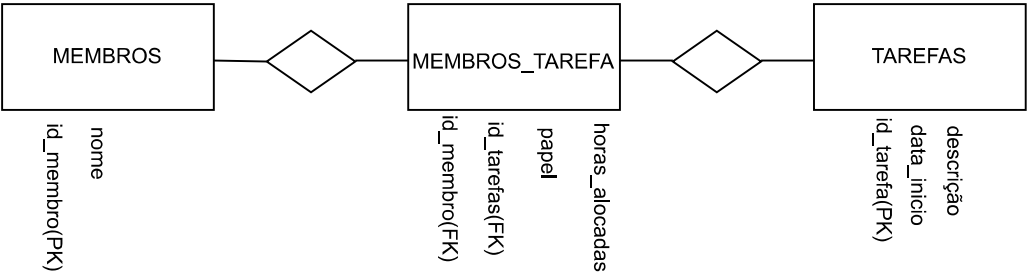 MEMBROS
MEMBROS_TAREFA
TAREFAS
id_membro(PK)
nome
id_membro(FK)
id_tarefas(FK)
papel
horas_alocadas
id_tarefa(PK)
data_inicio
descrição